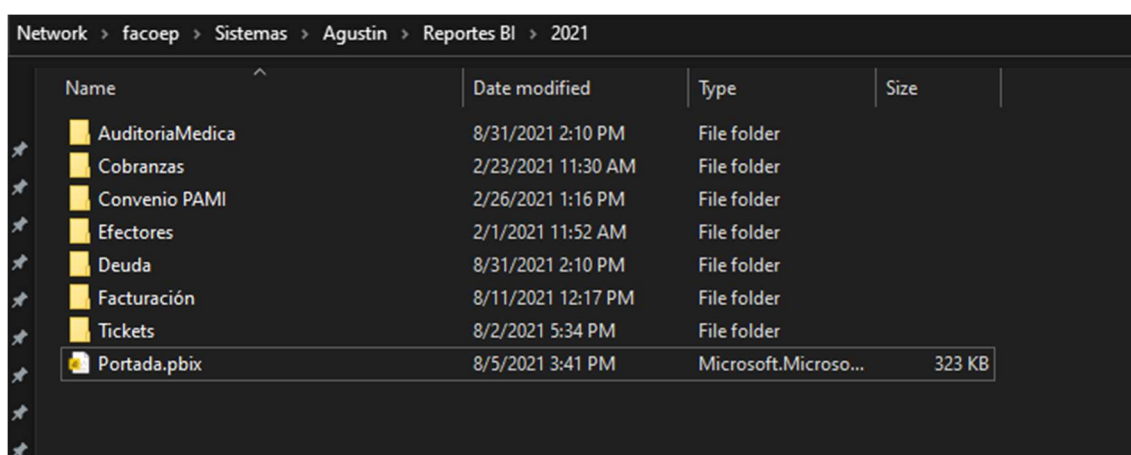 Network > facoep > Sistemas > Agustin > Reportes BI > 2021
Name Date modified Type Size
AuditoriaMedica 8/31/2021 2:10 PM File folder
Cobranzas 2/23/2021 11:30 AM File folder
Convenio PAMI 2/26/2021 1:16 PM File folder
Efectores 2/1/2021 11:52 AM File folder
Deuda 8/31/2021 2:10 PM File folder
Facturación 8/11/2021 12:17 PM File folder
Tickets 8/2/2021 5:34 PM File folder
Portada.pbix 8/5/2021 3:41 PM Microsoft.Microso... 323 KB